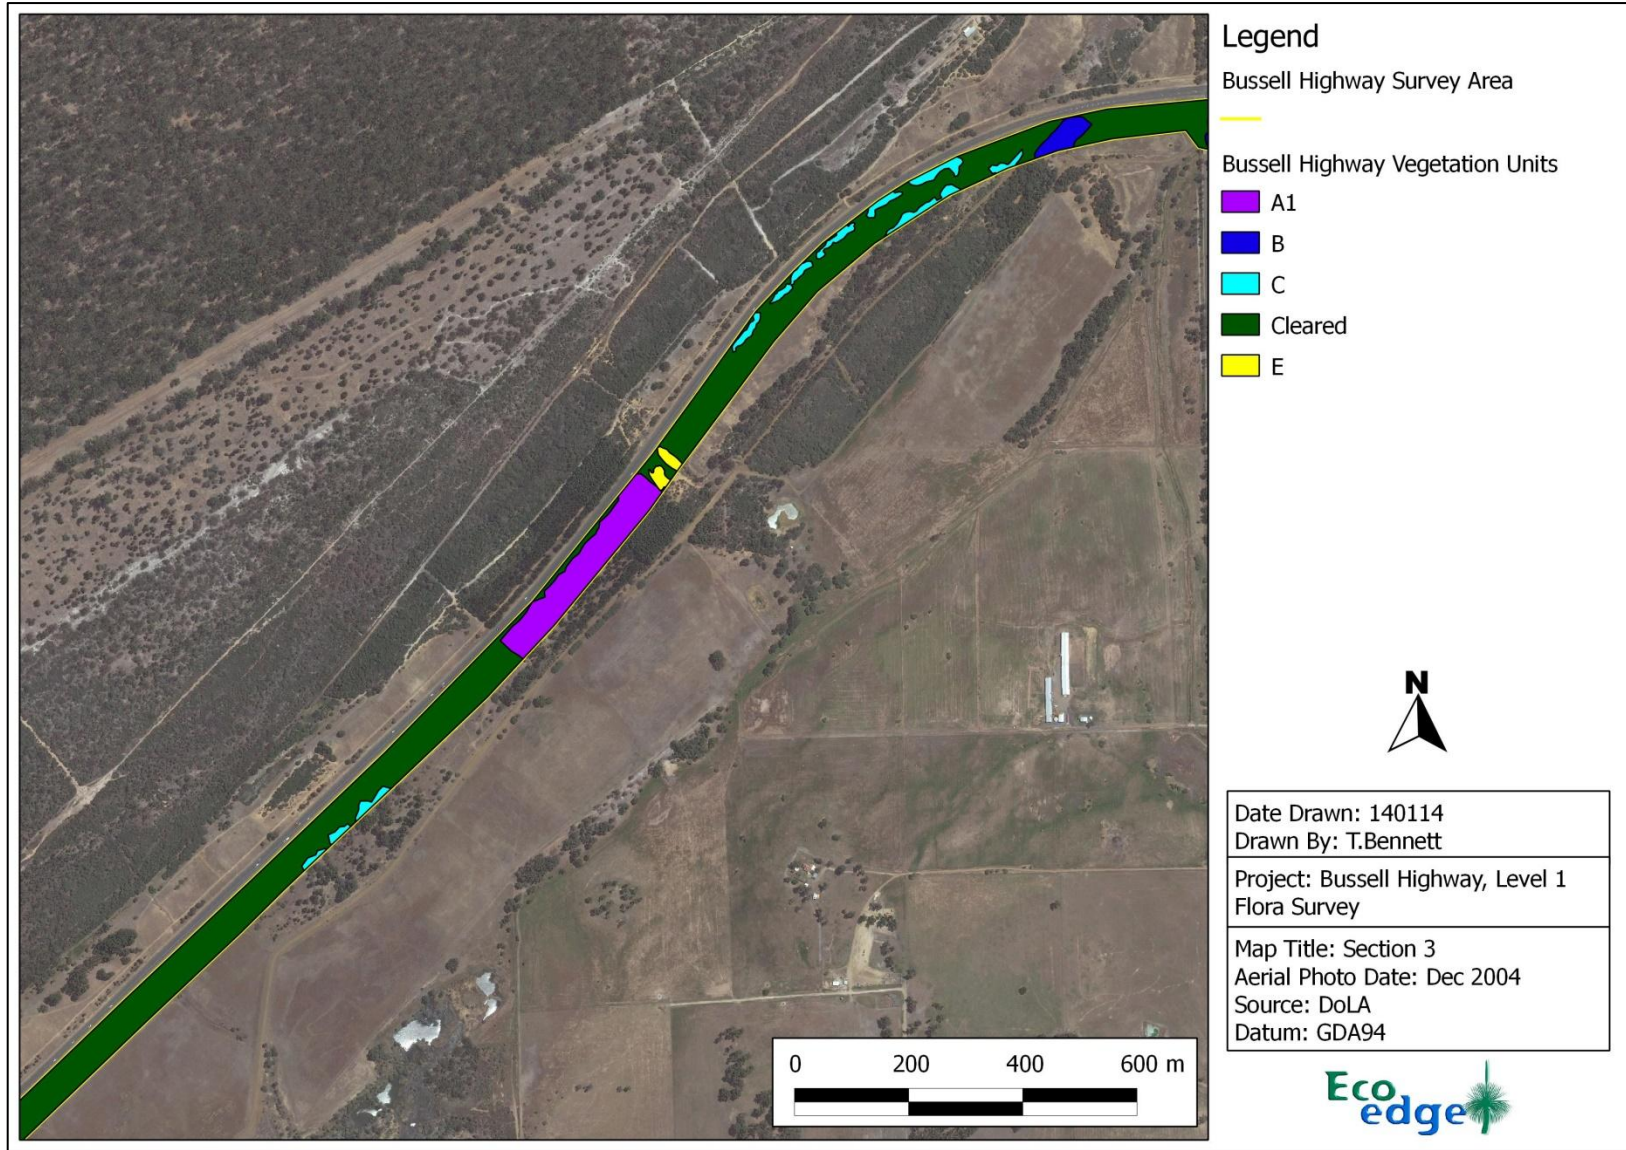 Legend
Bussell Highway Survey Area
Bussell Highway Vegetation Units
A1
B
C
Cleared
E
N
Date Drawn: 140114
Drawn By: T.Bennett
Project: Bussell Highway, Level 1
Flora Survey
Map Title: Section 3
Aerial Photo Date: Dec 2004
Source: DoLA
Datum: GDA94
0 200 400 600 m
Eco
edge